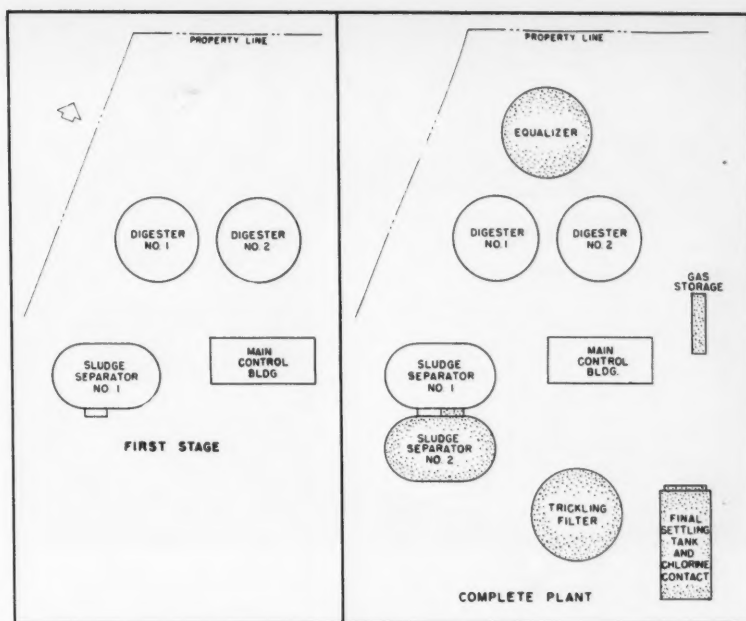 PROPERTY LINE
DIGESTER
NO. 1
DIGESTER
NO. 2
SLUDGE
SEPARATOR
NO. 1
MAIN
CONTROL
BLDG.
FIRST STAGE
PROPERTY LINE
EQUALIZER
DIGESTER
NO. 1
DIGESTER
NO. 2
GAS
STORAGE
SLUDGE
SEPARATOR
NO. 1
MAIN
CONTROL
BLDG.
SLUDGE
SEPARATOR
NO. 2
TRICKLING
FILTER
FINAL
SETTLING
TANK
AND
CHLORINE
CONTACT
COMPLETE PLANT